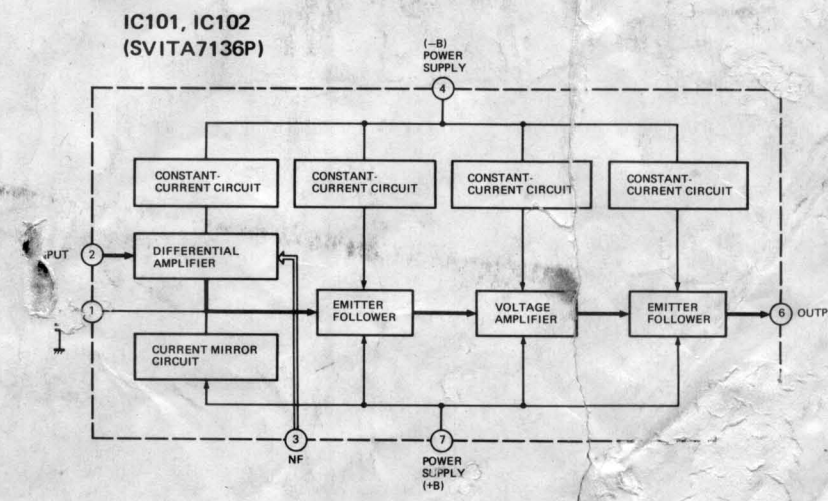 IC101, IC102
(SVITA7136P)
(–B)
POWER
SUPPLY
4
CONSTANT-
CURRENT CIRCUIT
CONSTANT-
CURRENT CIRCUIT
CONSTANT-
CURRENT CIRCUIT
CONSTANT-
CURRENT CIRCUIT
2
DIFFERENTIAL
AMPLIFIER
1
EMITTER
FOLLOWER
VOLTAGE
AMPLIFIER
EMITTER
FOLLOWER
6
OUTP
CURRENT MIRROR
CIRCUIT
3
NF
7
POWER
SUPPLY
(+B)